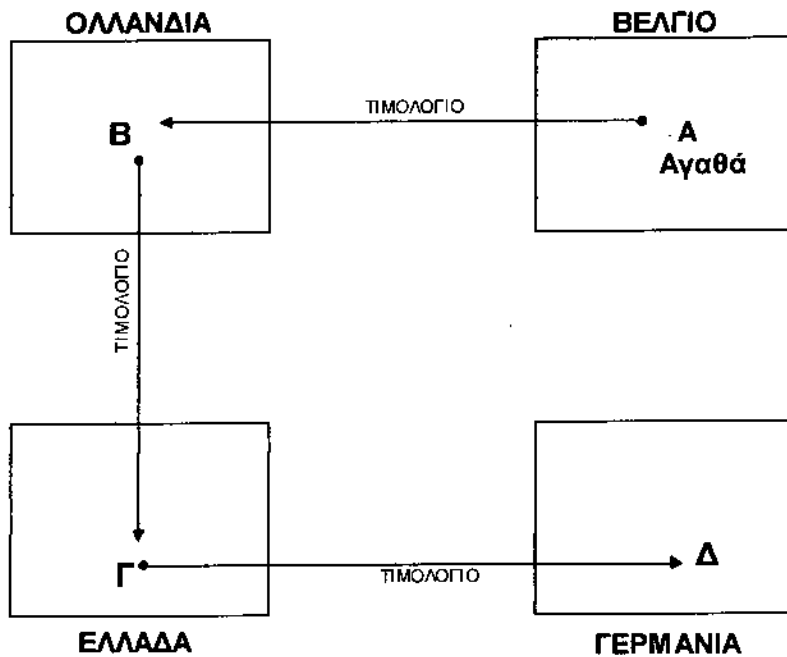 ΟΛΛΑΝΔΙΑ
ΒΕΛΓΙΟ
ΤΙΜΟΛΟΓΙΟ
Β
Α
Αγαθά
ΤΙΜΟΛΟΓΙΟ
Γ
ΤΙΜΟΛΟΓΙΟ
Δ
ΕΛΛΑΔΑ
ΓΕΡΜΑΝΙΑ